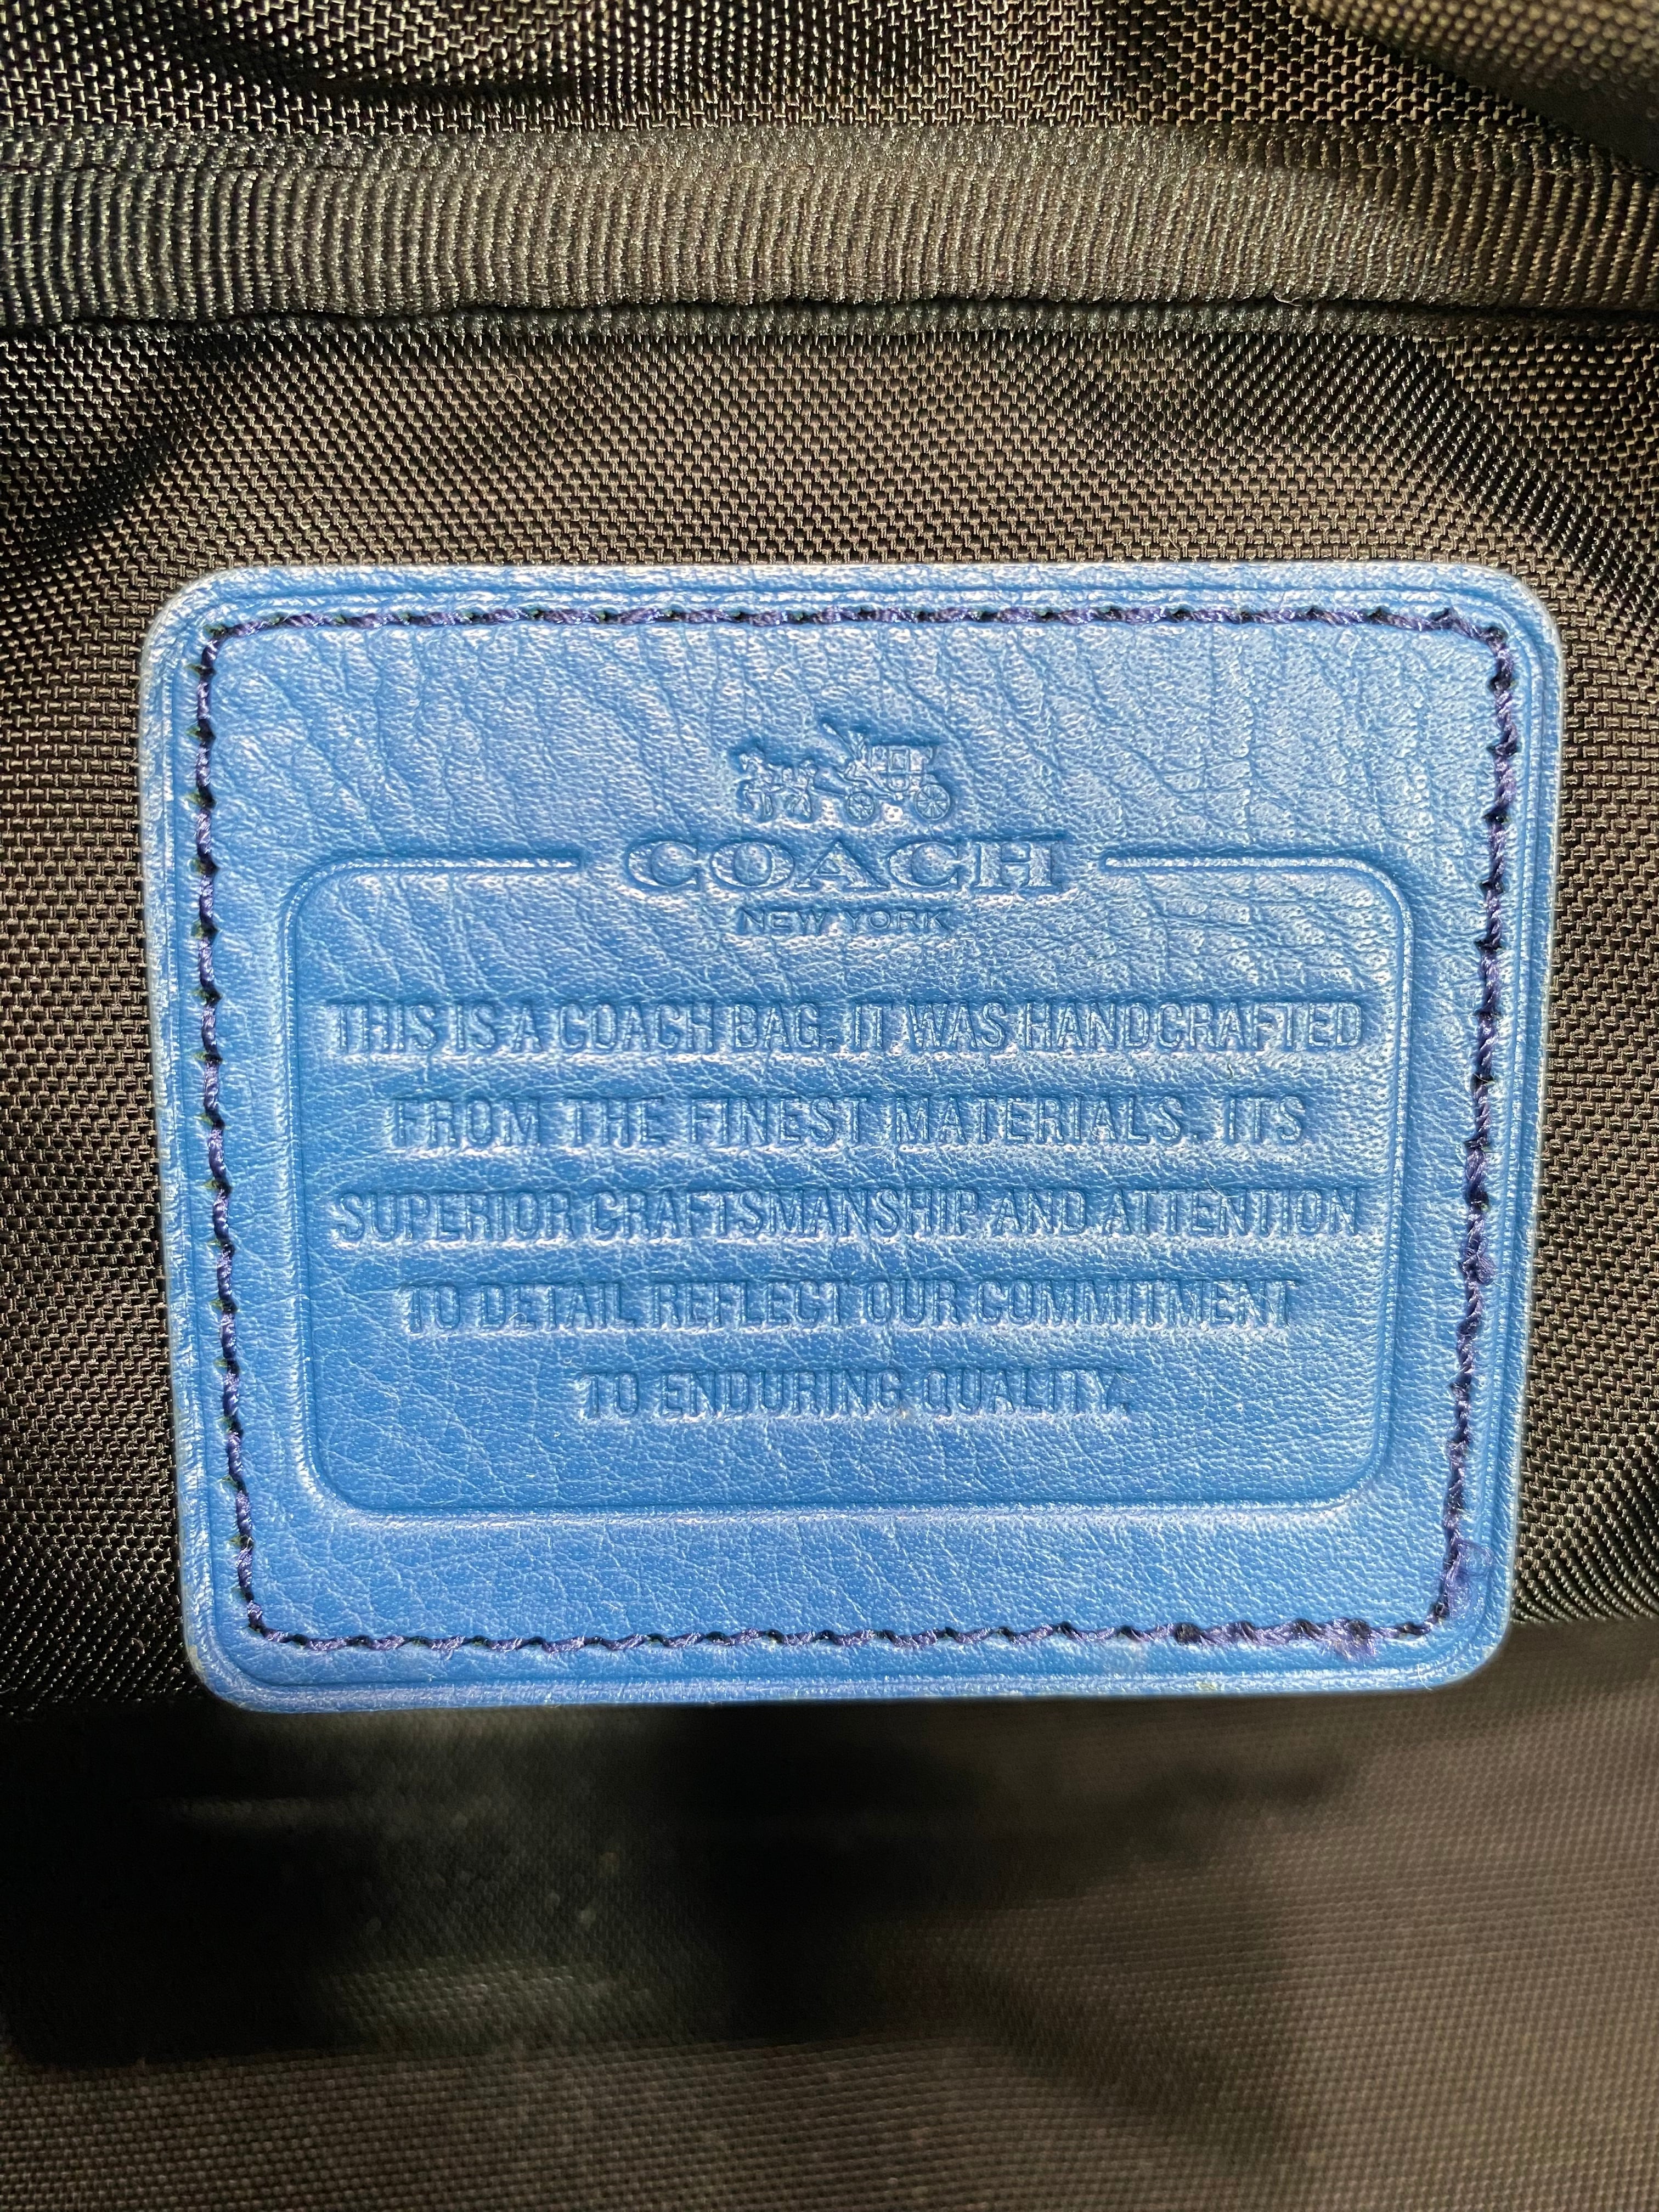 COACH
NEW YORK
THIS IS A COACH BAG. IT WAS HANDCRAFTED
FROM THE FINEST MATERIALS. ITS
SUPERIOR CRAFTSMANSHIP AND ATTENTION
TO DETAIL REFLECT OUR COMMITMENT
TO ENDURING QUALITY.